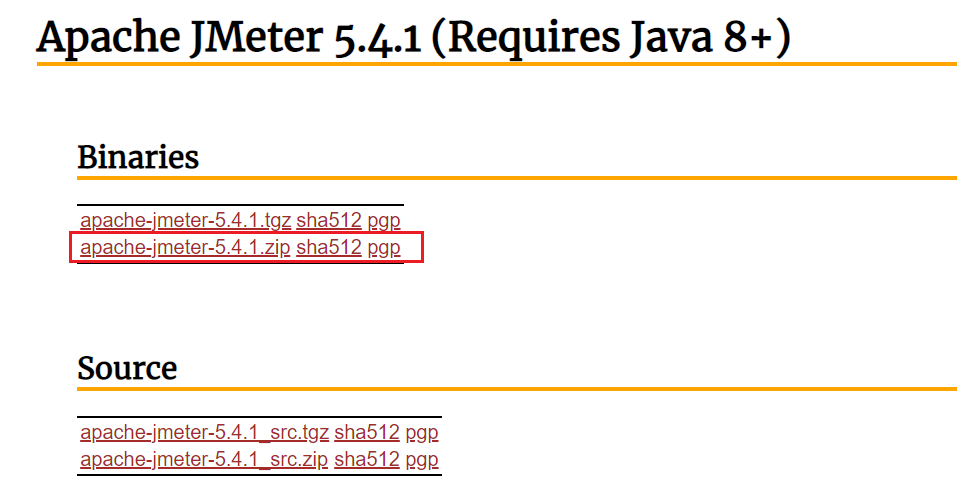 Apache JMeter 5.4.1 (Requires Java 8+)
Binaries
apache-jmeter-5.4.1.tgz sha512 pgp
apache-jmeter-5.4.1.zip sha512 pgp
Source
apache-jmeter-5.4.1_src.tgz sha512 pgp
apache-jmeter-5.4.1_src.zip sha512 pgp